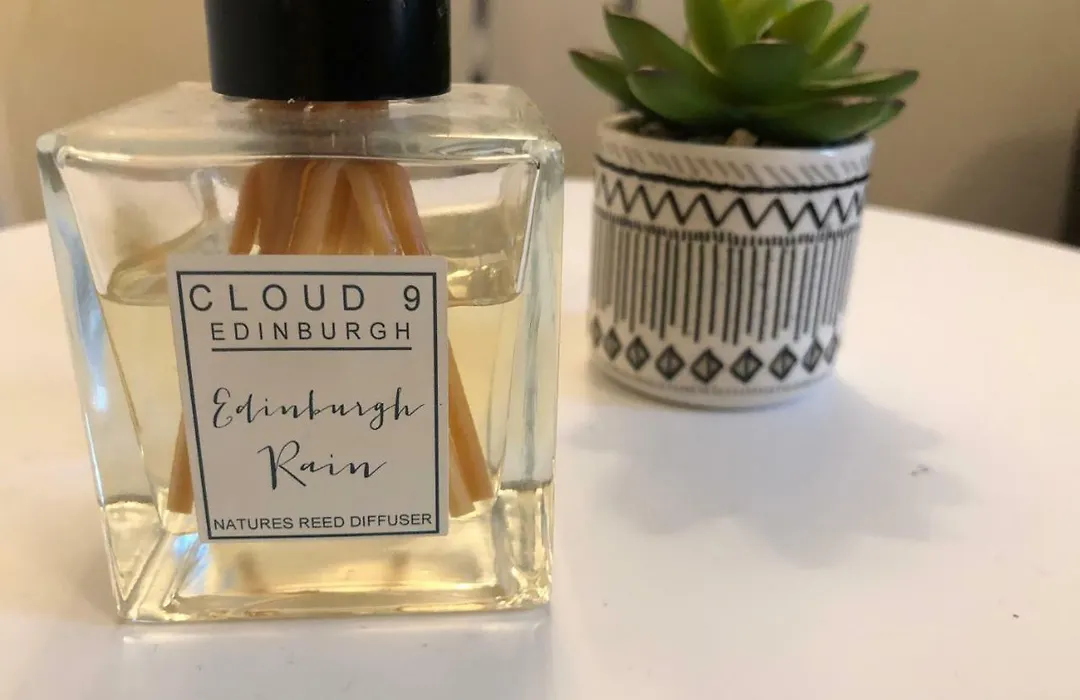 CLOUD 9
EDINBURGH
Edinburgh
Rain
NATURES REED DIFFUSER